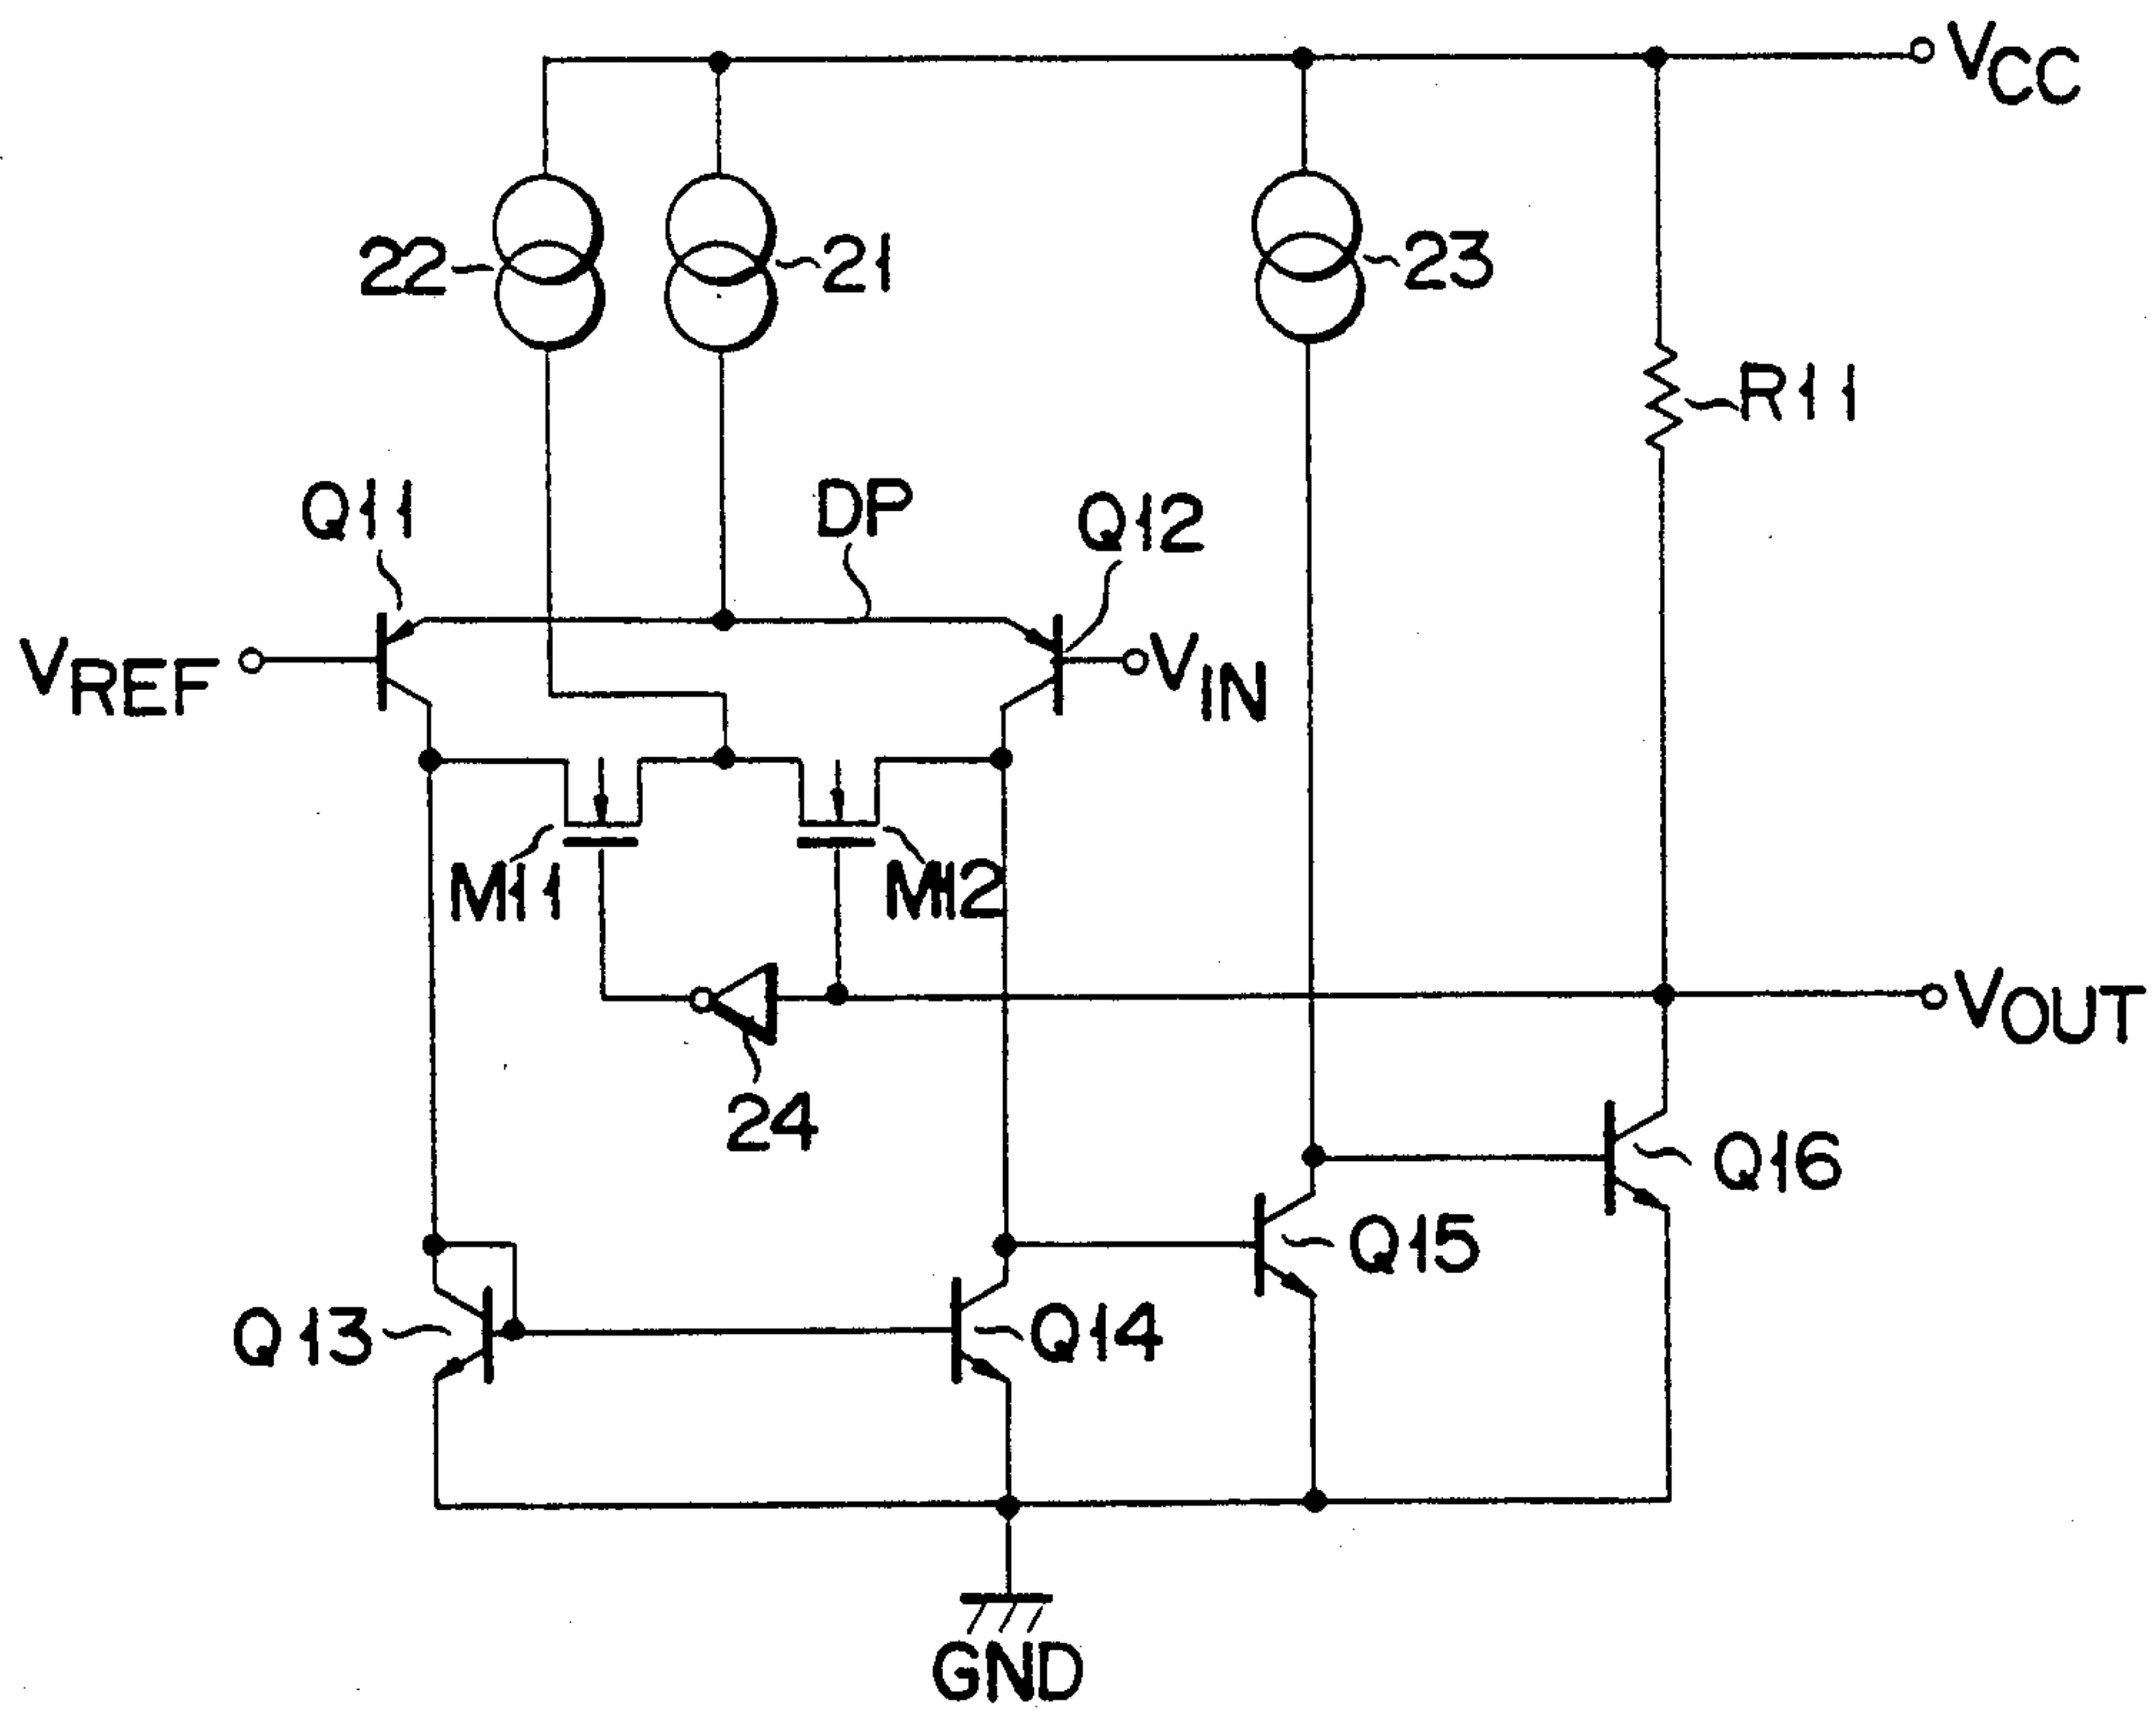 VCC
22
21
23
R11
Q11
DP
Q12
VREF
VIN
M11
M12
VOUT
24
Q16
Q15
Q13
Q14
GND